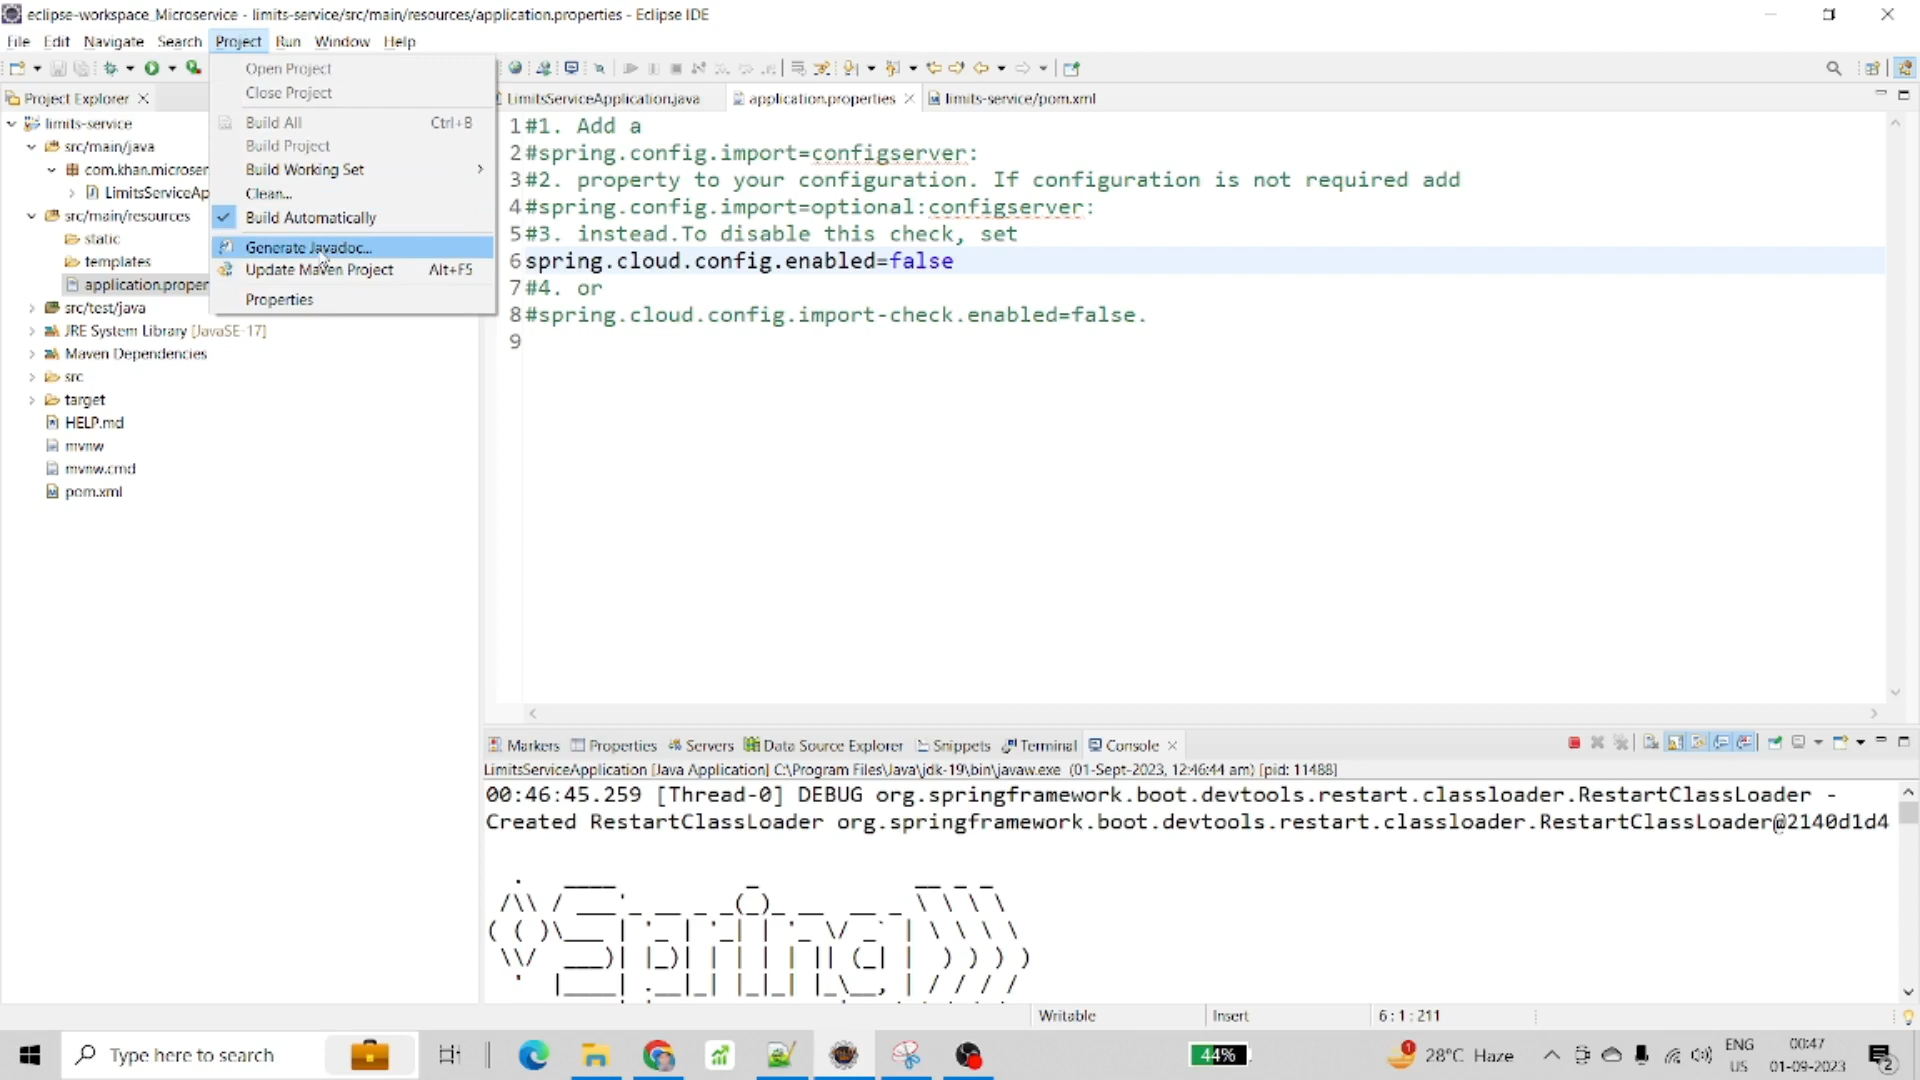 eclipse-workspace_Microservice - limits-service/src/main/resources/application.properties - Eclipse IDE
File Edit Navigate Search Project Run Window Help
Open Project
Close Project
Build All Ctrl+B
Build Project
Build Working Set
Clean...
Build Automatically
Generate Javadoc...
Update Maven Project Alt+F5
Properties
Project Explorer
limits-service
src/main/java
com.khan.microser
LimitsServiceAp
src/main/resources
static
templates
application.proper
src/test/java
JRE System Library [JavaSE-17]
Maven Dependencies
src
target
HELP.md
mvnw
mvnw.cmd
pom.xml
LimitsServiceApplication.java application.properties limits-service/pom.xml
1 #1. Add a
2 #spring.config.import=configserver:
3 #2. property to your configuration. If configuration is not required add
4 #spring.config.import=optional:configserver:
5 #3. instead.To disable this check, set
6 spring.cloud.config.enabled=false
7 #4. or
8 #spring.cloud.config.import-check.enabled=false.
9
Markers Properties Servers Data Source Explorer Snippets Terminal Console
LimitsServiceApplication [Java Application] C:\Program Files\Java\jdk-19\bin\javaw.exe (01-Sept-2023, 12:46:44 am) [pid: 11488]
00:46:45.259 [Thread-0] DEBUG org.springframework.boot.devtools.restart.classloader.RestartClassLoader -
Created RestartClassLoader org.springframework.boot.devtools.restart.classloader.RestartClassLoader@2140d1d4
Spring
Writable Insert 6 : 1 : 211
Type here to search
44%
28°C Haze
ENG
US
00:47
01-09-2023
2